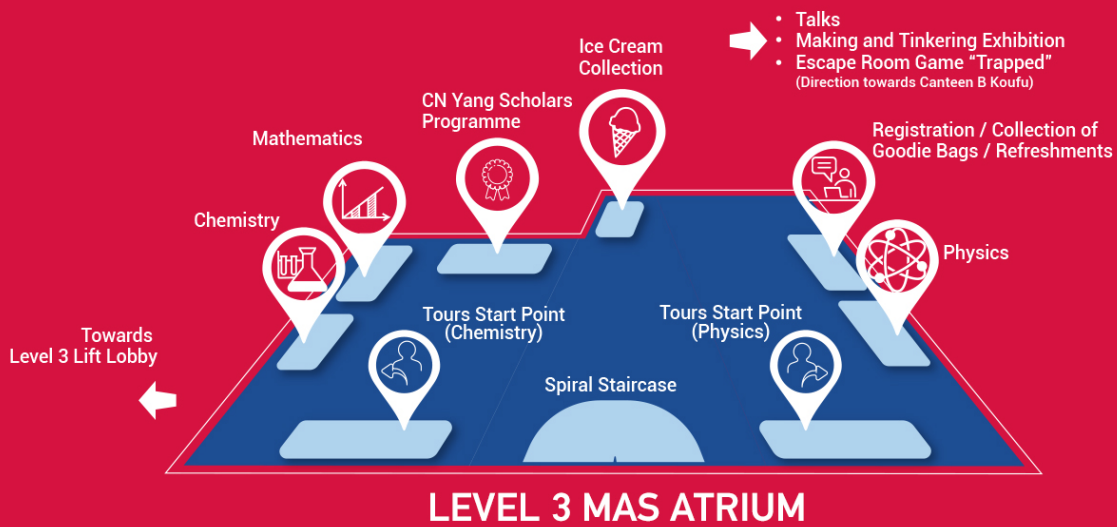 • Talks
• Making and Tinkering Exhibition
• Escape Room Game “Trapped”
(Direction towards Canteen B Koufu)
Ice Cream
Collection
CN Yang Scholars
Programme
Mathematics
Registration / Collection of
Goodie Bags / Refreshments
Chemistry
Physics
Tours Start Point
(Chemistry)
Tours Start Point
(Physics)
Towards
Level 3 Lift Lobby
Spiral Staircase
LEVEL 3 MAS ATRIUM